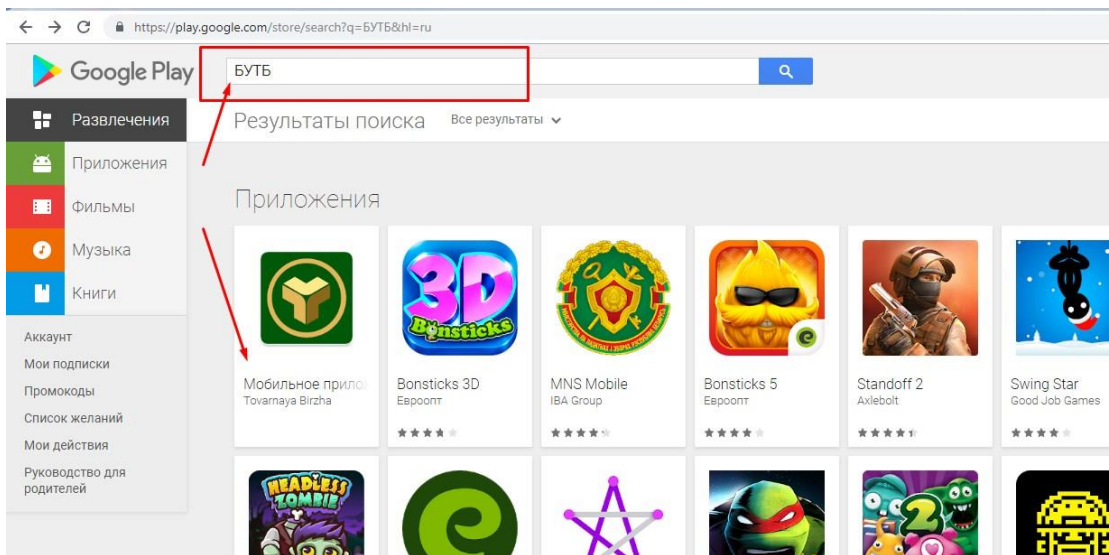 https://play.google.com/store/search?q=БУТБ&hl=ru
Google Play
БУТБ
Развлечения
Результаты поиска
Все результаты
Приложения
Фильмы
Музыка
Книги
Аккаунт
Мои подписки
Промокоды
Список желаний
Мои действия
Руководство для
родителей
Приложения
Мобильное прило
Tovarnaya Birzha
3D
Bonsticks
Bonsticks 3D
Евроопт
MNS Mobile
IBA Group
Bonsticks 5
Евроопт
Standoff 2
Axlebolt
Swing Star
Good Job Games
HEADLESS
ZOMBIE
2